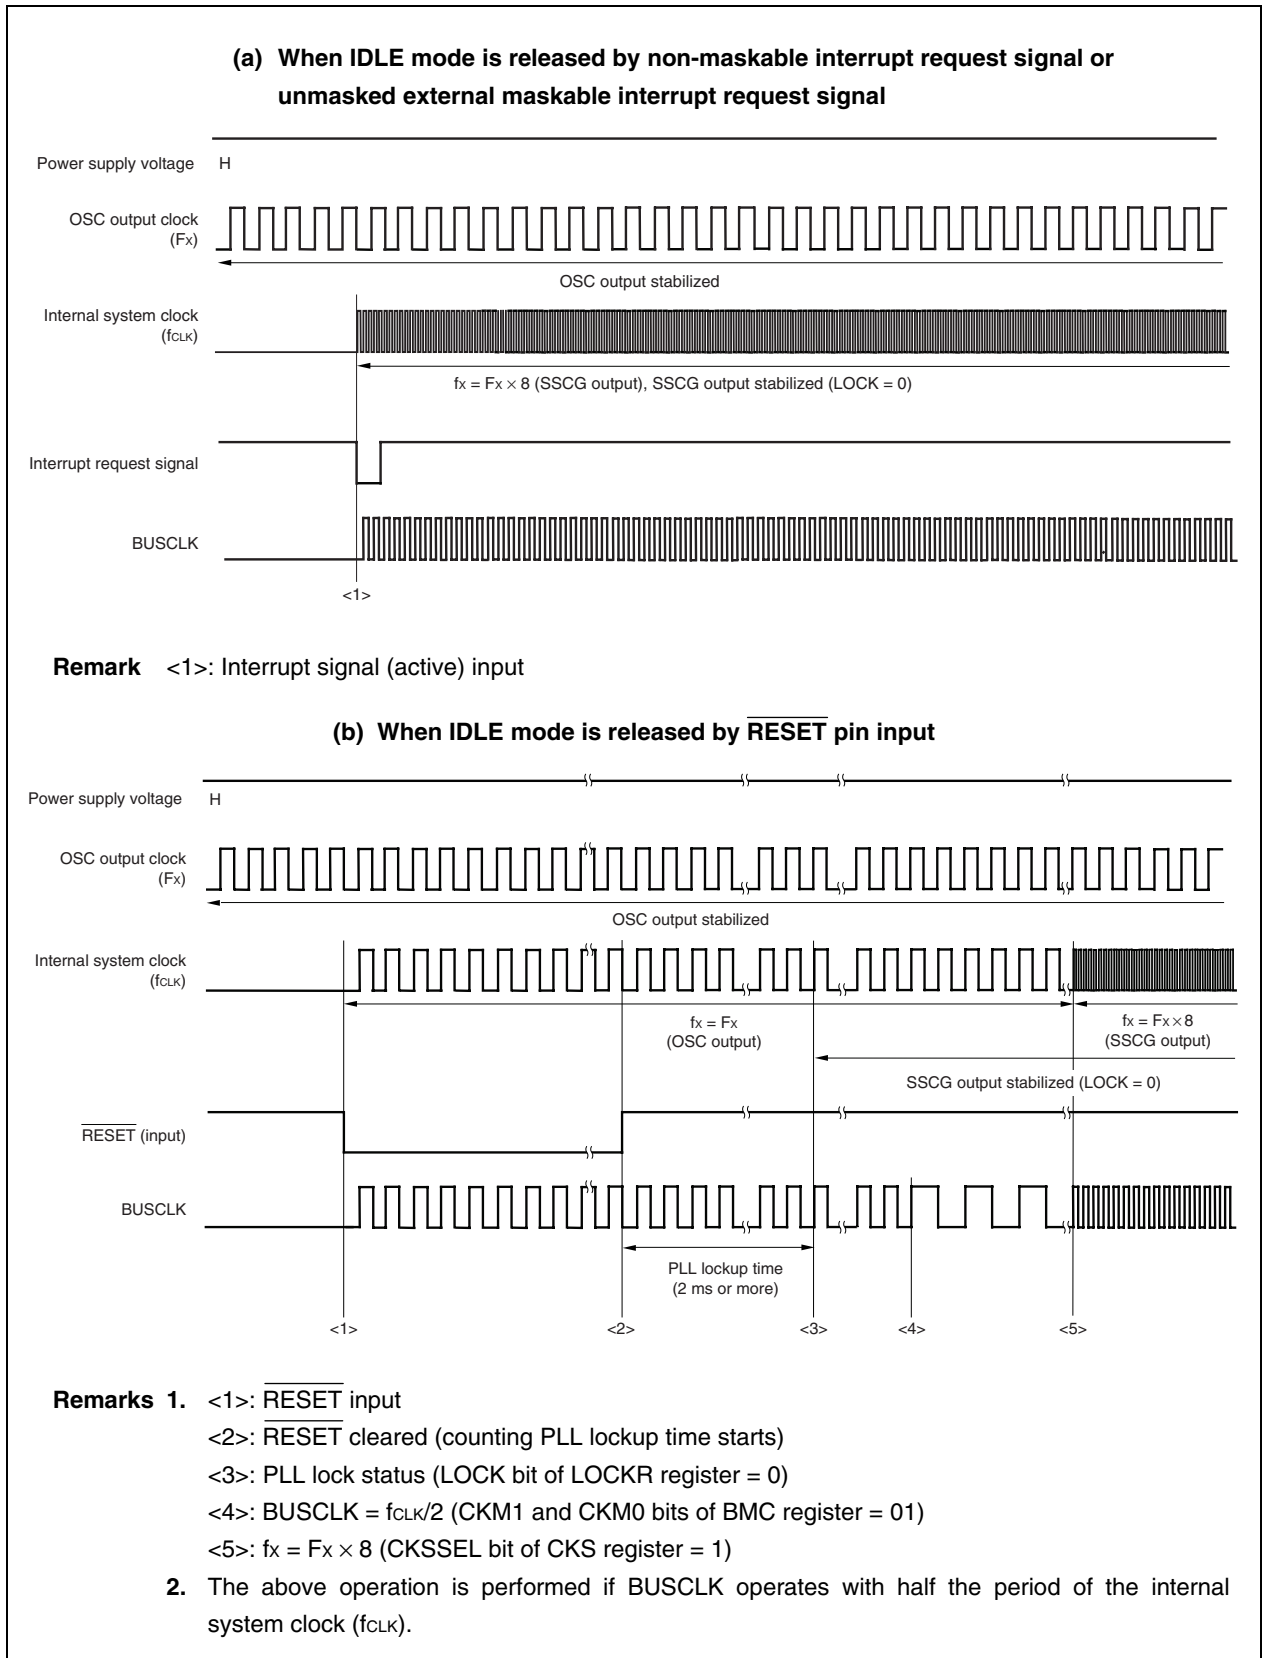 (a) When IDLE mode is released by non-maskable interrupt request signal or
unmasked external maskable interrupt request signal
Power supply voltage H
OSC output clock
(Fx)
OSC output stabilized
Internal system clock
(fCLK)
fx = Fx × 8 (SSCG output), SSCG output stabilized (LOCK = 0)
Interrupt request signal
BUSCLK
<1>
Remark <1>: Interrupt signal (active) input
(b) When IDLE mode is released by RESET pin input
Power supply voltage H
OSC output clock
(Fx)
OSC output stabilized
Internal system clock
(fCLK)
fx = Fx
(OSC output)
fx = Fx × 8
(SSCG output)
SSCG output stabilized (LOCK = 0)
RESET (input)
BUSCLK
PLL lockup time
(2 ms or more)
<1> <2> <3> <4> <5>
Remarks 1. <1>: RESET input
<2>: RESET cleared (counting PLL lockup time starts)
<3>: PLL lock status (LOCK bit of LOCKR register = 0)
<4>: BUSCLK = fCLK/2 (CKM1 and CKM0 bits of BMC register = 01)
<5>: fx = Fx × 8 (CKSSEL bit of CKS register = 1)
2. The above operation is performed if BUSCLK operates with half the period of the internal
system clock (fCLK).